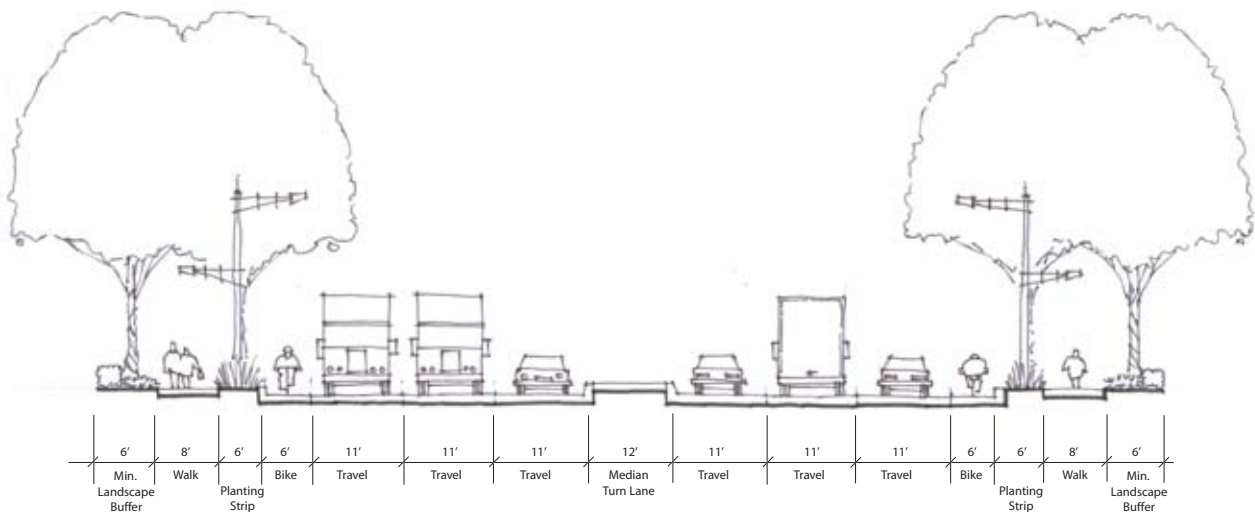 6’ 8’ 6’ 6’ 11’ 11’ 11’ 12’ 11’ 11’ 11’ 6’ 6’ 8’ 6’
Min. Walk Bike Travel Travel Travel Median Travel Travel Travel Bike Walk Min.
Landscape Planting Turn Lane Planting Landscape
Buffer Strip Strip Buffer